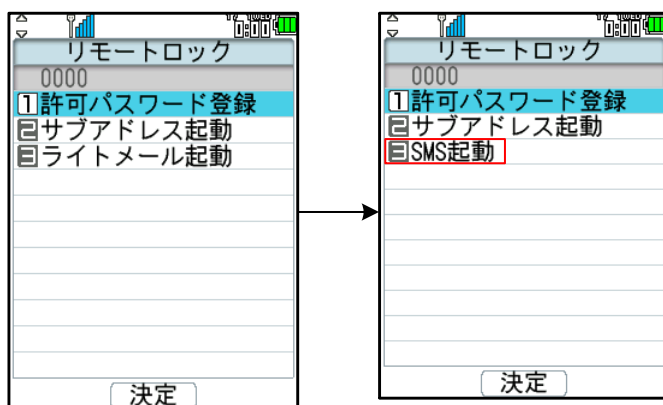 リモートロック
0000
1許可パスワード登録
2サブアドレス起動
3ライトメール起動
決定
リモートロック
0000
1許可パスワード登録
2サブアドレス起動
3SMS起動
決定